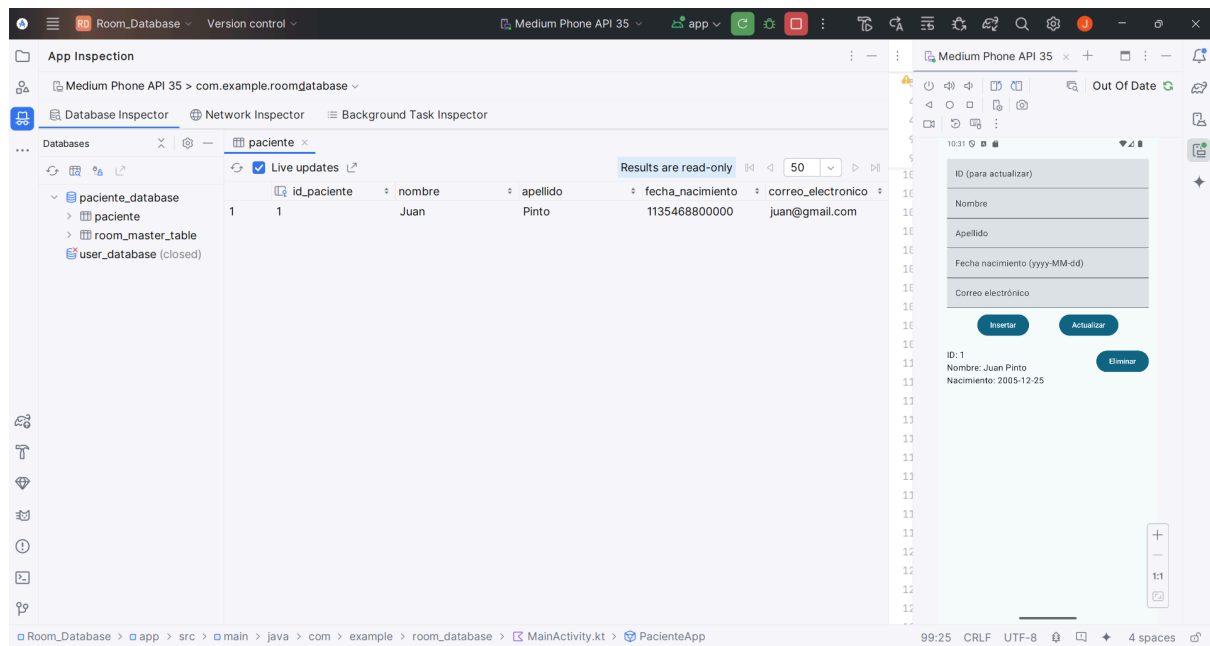 RD Room_Database Version control Medium Phone API 35 app J
App Inspection
Medium Phone API 35 > com.example.roomdatabase
Database Inspector Network Inspector Background Task Inspector
Databases
paciente
Live updates Results are read-only 50
paciente_database
paciente
room_master_table
user_database (closed)
id_paciente nombre apellido fecha_nacimiento correo_electronico
1 1 Juan Pinto 1135468800000 juan@gmail.com
Medium Phone API 35
Out Of Date
10:31
ID (para actualizar)
Nombre
Apellido
Fecha nacimiento (yyyy-MM-dd)
Correo electrónico
Insertar Actualizar
ID: 1
Nombre: Juan Pinto
Nacimiento: 2005-12-25
Eliminar
1:1
Room_Database > app > src > main > java > com > example > room_database > MainActivity.kt > PacienteApp 99:25 CRLF UTF-8 4 spaces